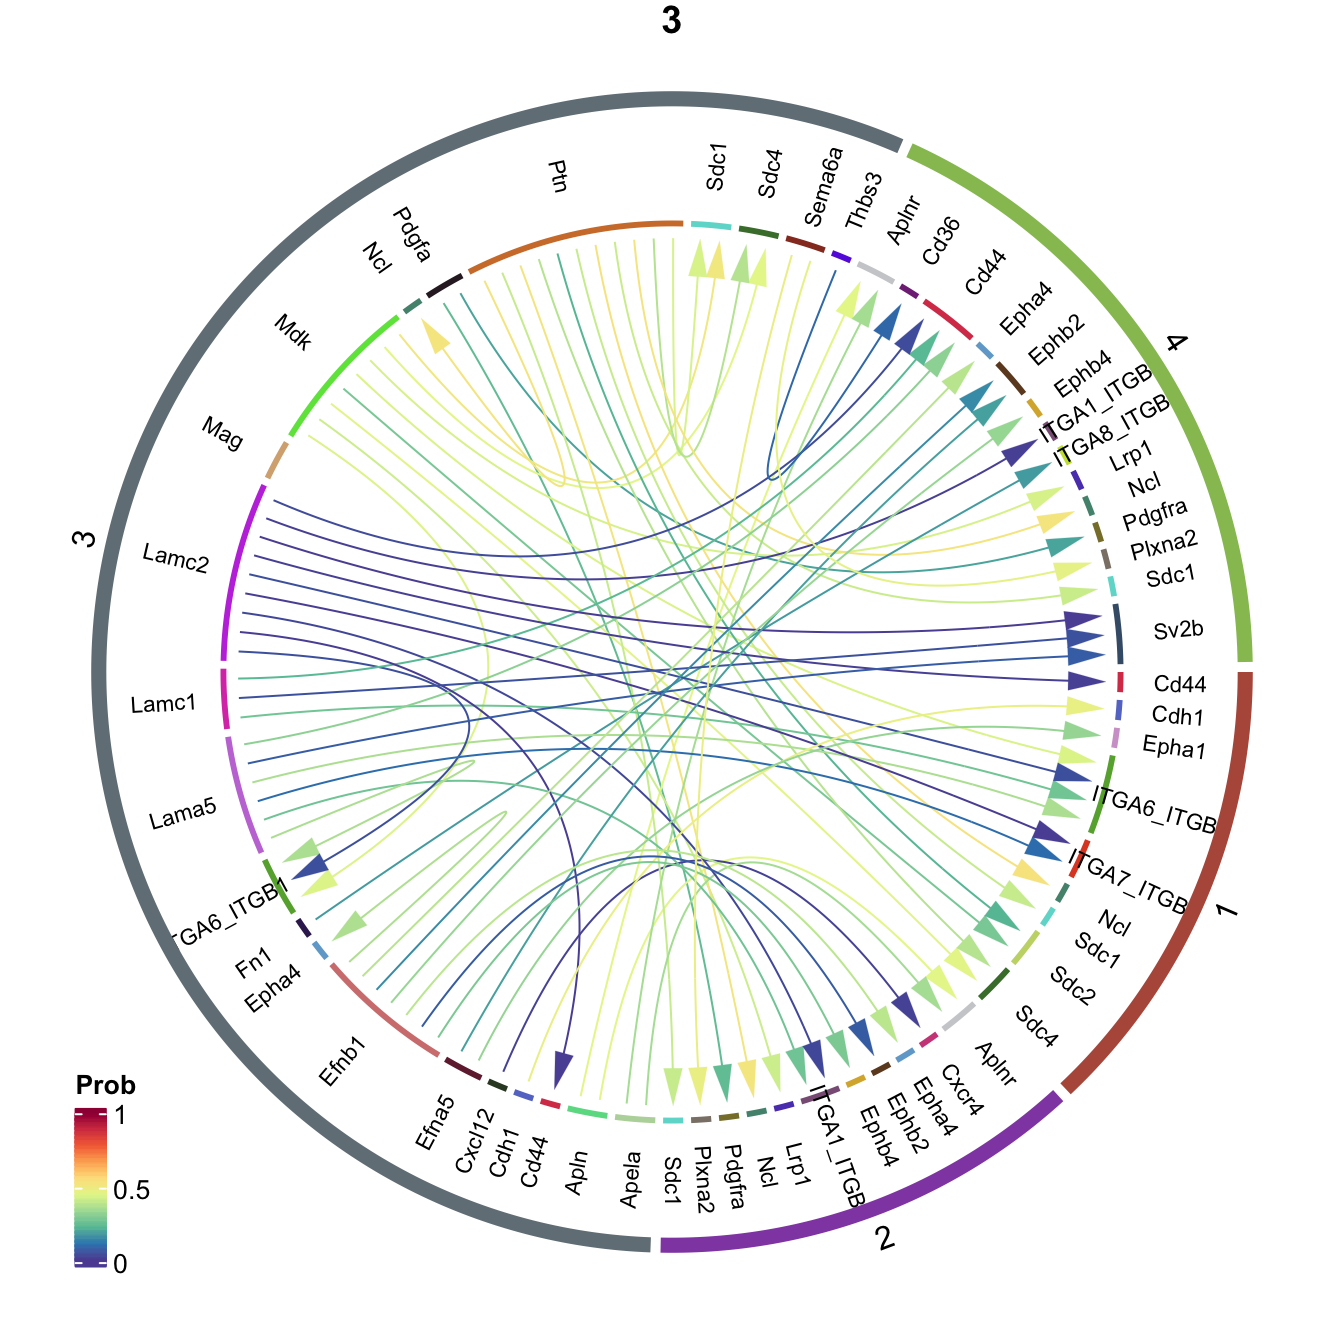 3
Sdc1
Sdc4
Sema6a
Thbs3
Aplnr
Cd36
Cd44
Epha4
Ephb2
Ephb4
ITGA1_ITGB
ITGA8_ITGB
Lrp1
Ncl
Pdgfra
Plxna2
Sdc1
Sv2b
4
Cd44
Cdh1
Epha1
ITGA6_ITGB
ITGA7_ITGB
Ncl
Sdc1
Sdc2
Sdc4
1
Aplnr
Cxcr4
Epha4
Ephb2
Ephb4
ITGA1_ITGB
Lrp1
Ncl
Pdgfra
Plxna2
Sdc1
2
Apela
Apln
Cd44
Cdh1
Cxcl12
Efna5
Efnb1
Epha4
Fn1
TGA6_ITGB1
Lama5
Lamc1
Lamc2
Mag
Mdk
Ncl
Pdgfa
Ptn
3
Prob
1
0.5
0